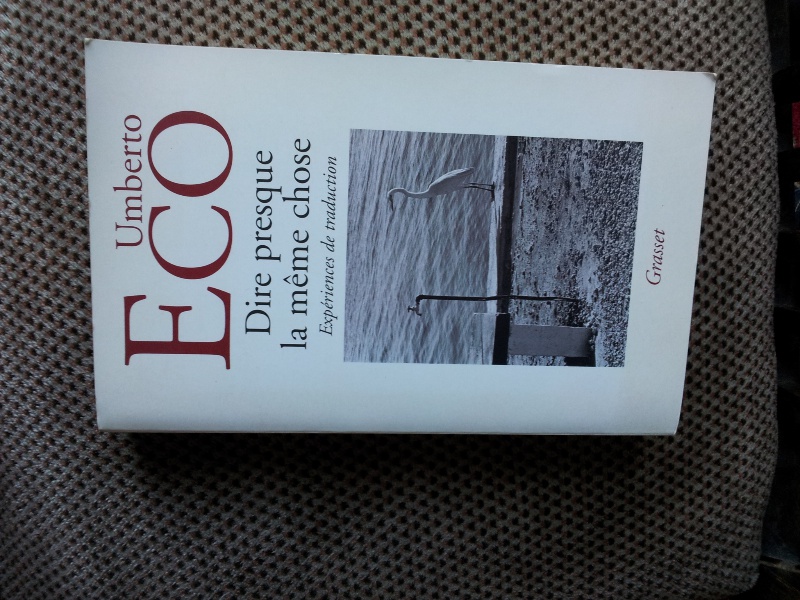 Umberto
ECO
Dire presque
la même chose
Expériences de traduction
Grasset